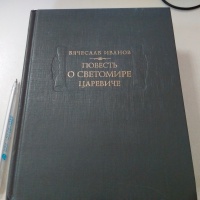 ВЯЧЕСЛАВ ИВАНОВ
ПОВЕСТЬ
О СВЕТОМИРЕ
ЦАРЕВИЧЕ